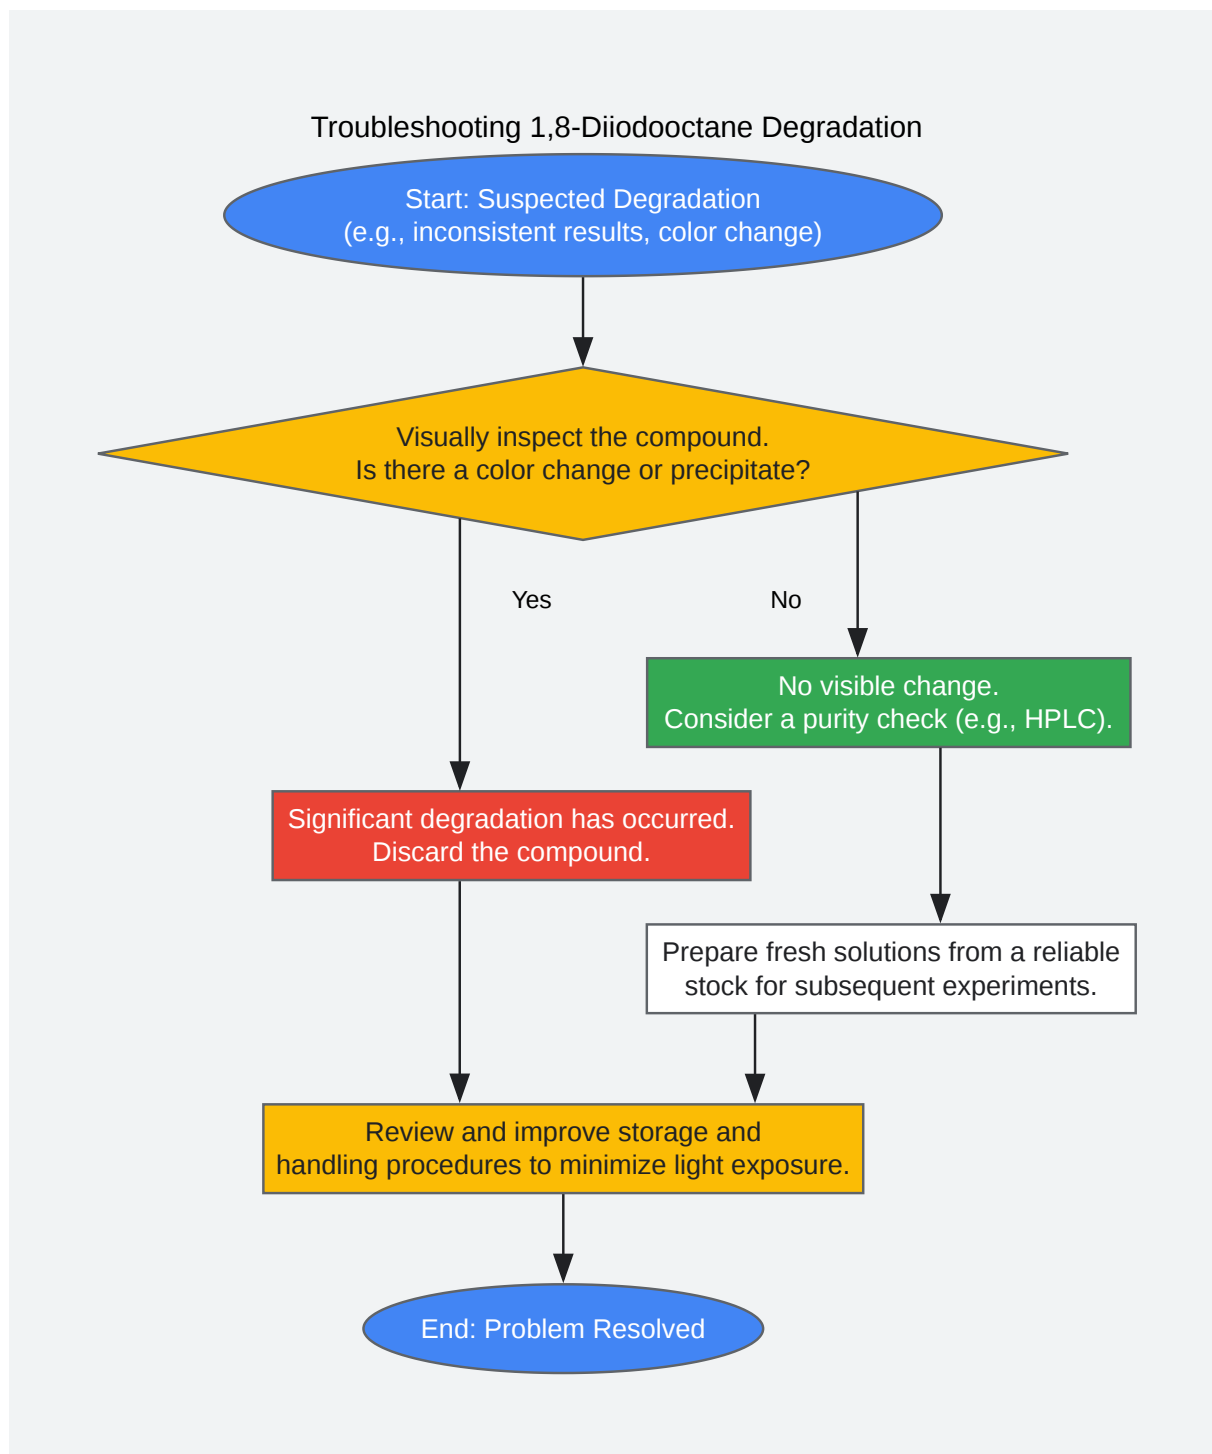 Troubleshooting 1,8-Diiodooctane Degradation
Start: Suspected Degradation
(e.g., inconsistent results, color change)
Visually inspect the compound.
Is there a color change or precipitate?
Yes
No
No visible change.
Consider a purity check (e.g., HPLC).
Significant degradation has occurred.
Discard the compound.
Prepare fresh solutions from a reliable
stock for subsequent experiments.
Review and improve storage and
handling procedures to minimize light exposure.
End: Problem Resolved